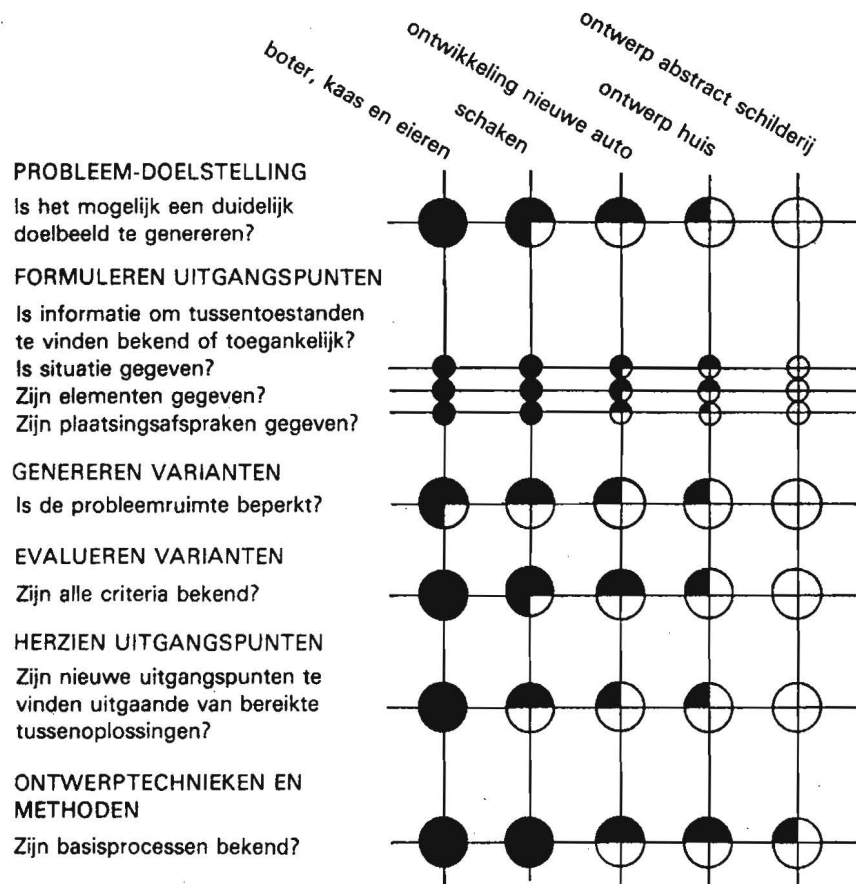 boter, kaas en eieren
schaken
ontwikkeling nieuwe auto
ontwerp huis
ontwerp abstract schilderij
PROBLEEM-DOELSTELLING
Is het mogelijk een duidelijk
doelbeeld te genereren?
FORMULEREN UITGANGSPUNTEN
Is informatie om tussentoestanden
te vinden bekend of toegankelijk?
Is situatie gegeven?
Zijn elementen gegeven?
Zijn plaatsingsafspraken gegeven?
GENEREREN VARIANTEN
Is de probleemruimte beperkt?
EVALUEREN VARIANTEN
Zijn alle criteria bekend?
HERZIEN UITGANGSPUNTEN
Zijn nieuwe uitgangspunten te
vinden uitgaande van bereikte
tussenoplossingen?
ONTWERPTECHNIEKEN EN
METHODEN
Zijn basisprocessen bekend?